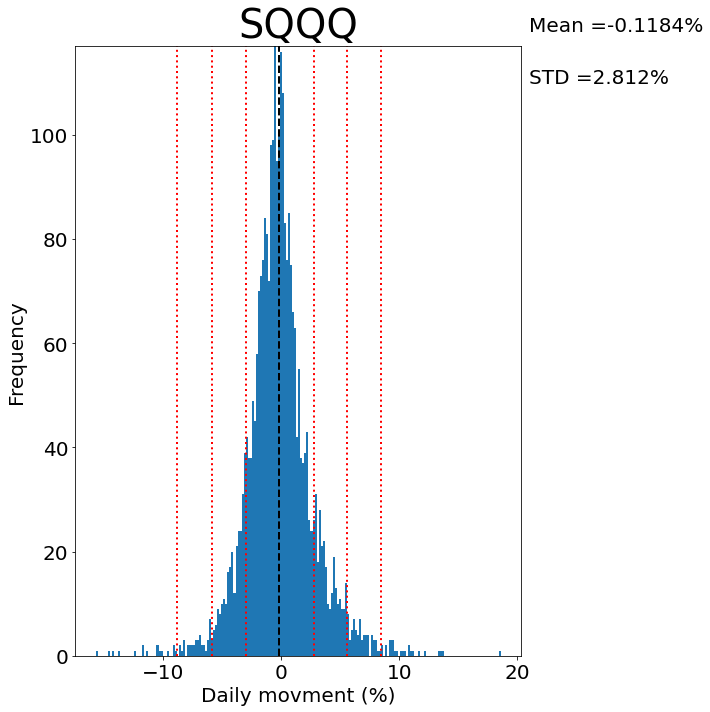 SQQQ
Mean =-0.1184%
STD =2.812%
100
80
60
40
20
0
Frequency
−10
0
10
20
Daily movment (%)